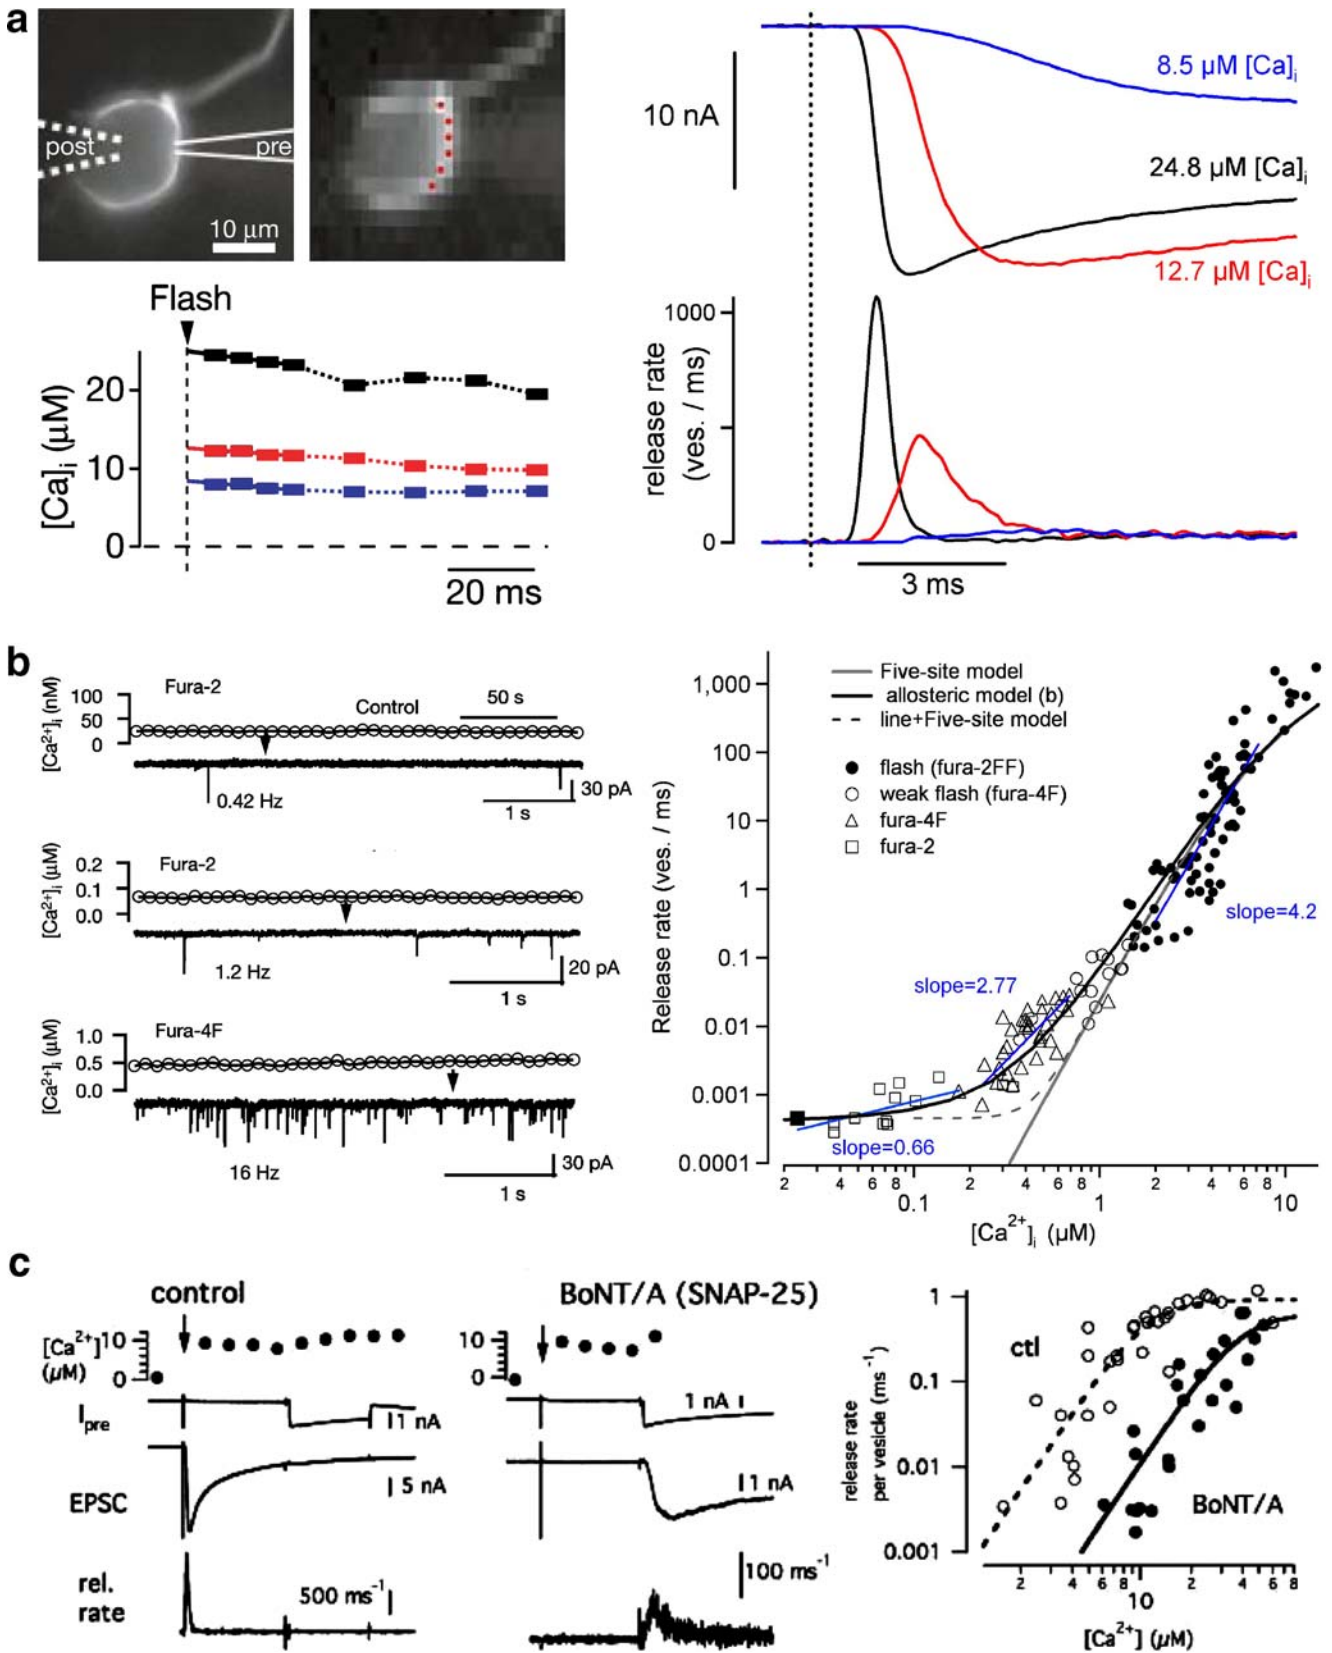 a
post
pre
10 µm
Flash
[Ca]i (µM)
20
10
0
20 ms
10 nA
8.5 µM [Ca]i
24.8 µM [Ca]i
12.7 µM [Ca]i
release rate
(ves. / ms)
1000
0
3 ms
b
[Ca2+]i (nM)
100
50
0
Fura-2
Control
50 s
0.42 Hz
30 pA
1 s
[Ca2+]i (µM)
0.2
0.1
0.0
Fura-2
1.2 Hz
20 pA
1 s
[Ca2+]i (µM)
1.0
0.5
0.0
Fura-4F
16 Hz
30 pA
1 s
Release rate (ves. / ms)
1,000
100
10
1
0.1
0.01
0.001
0.0001
Five-site model
allosteric model (b)
line+Five-site model
flash (fura-2FF)
weak flash (fura-4F)
fura-4F
fura-2
slope=4.2
slope=2.77
slope=0.66
2 4 6 8 2 4 6 8 2 4 6 8
0.1 1 10
[Ca2+]i (µM)
c
control
BoNT/A (SNAP-25)
[Ca2+]
(µM)
10
0
10
0
Ipre
1 nA
1 nA
EPSC
5 nA
1 nA
rel.
rate
500 ms-1
100 ms-1
release rate
per vesicle (ms-1)
1
0.1
0.01
0.001
ctl
BoNT/A
2 4 6 8 2 4 6 8
10
[Ca2+] (µM)